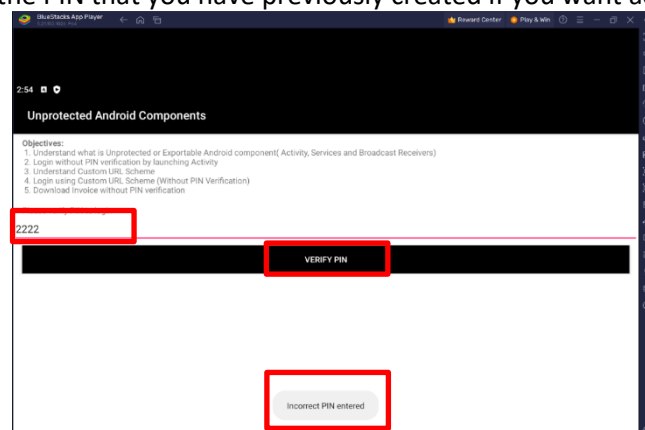 the PIN that you have previously created if you want
BlueStacks App Player
Reward Center Play & Win
2:54
Unprotected Android Components
Objectives:
1. Understand what is Unprotected or Exportable Android component( Activity, Services and Broadcast Receivers)
2. Login without PIN verification by launching Activity
3. Understand Custom URL Scheme
4. Login using Custom URL Scheme (Without PIN Verification)
5. Download Invoice without PIN verification
2222
VERIFY PIN
Incorrect PIN entered